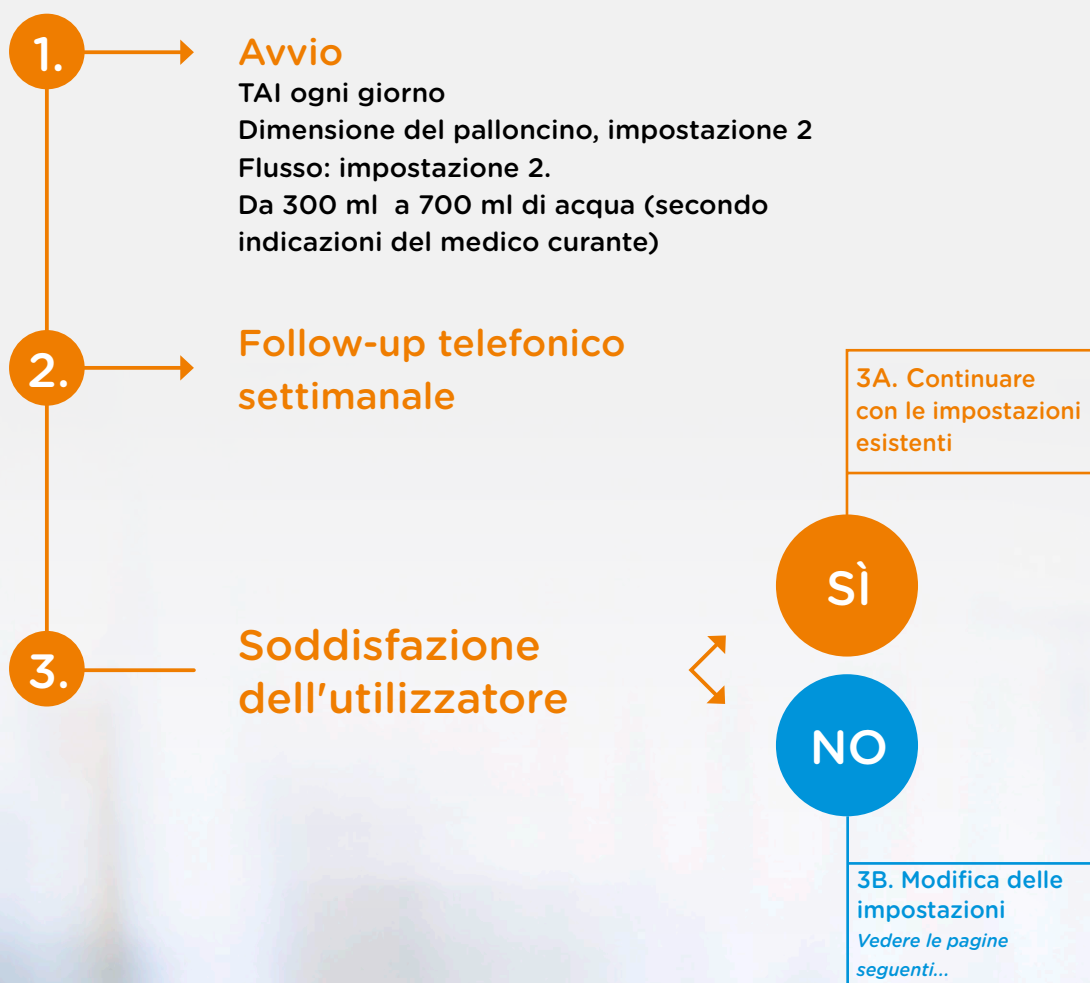 1.
Avvio
TAI ogni giorno
Dimensione del palloncino, impostazione 2
Flusso: impostazione 2.
Da 300 ml  a 700 ml di acqua (secondo
indicazioni del medico curante)
2.
Follow-up telefonico
settimanale
3.
Soddisfazione
dell'utilizzatore
3A. Continuare
con le impostazioni
esistenti
SÌ
NO
3B. Modifica delle
impostazioni
Vedere le pagine
seguenti...